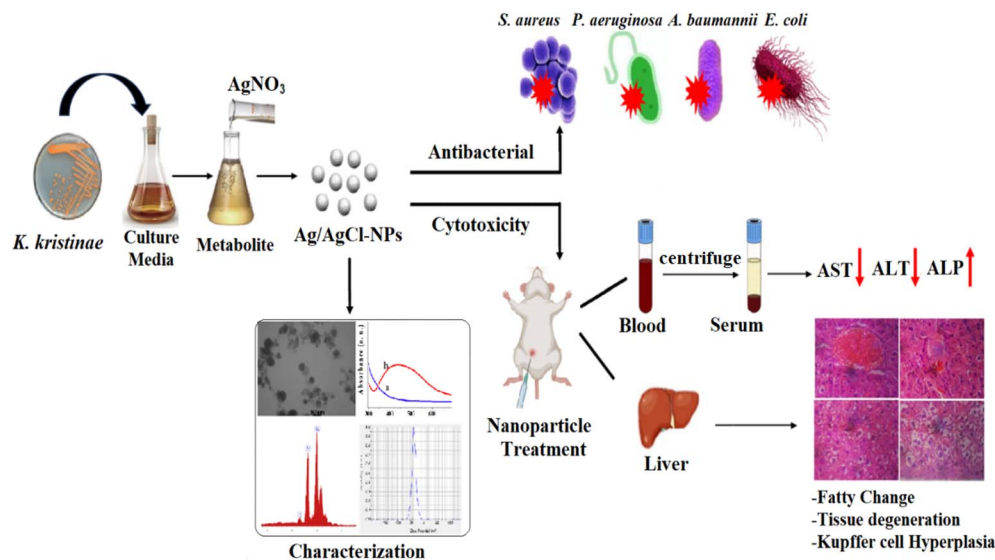 S. aureus P. aeruginosa A. baumannii E. coli
AgNO3
K. kristinae
Culture
Media
Metabolite
Ag/AgCl-NPs
Antibacterial
Cytotoxicity
centrifuge
Blood
Serum
AST ALT ALP
Absorbance (a. u.)
b
a
Nanoparticle
Treatment
Liver
-Fatty Change
-Tissue degeneration
-Kupffer cell Hyperplasia
Characterization